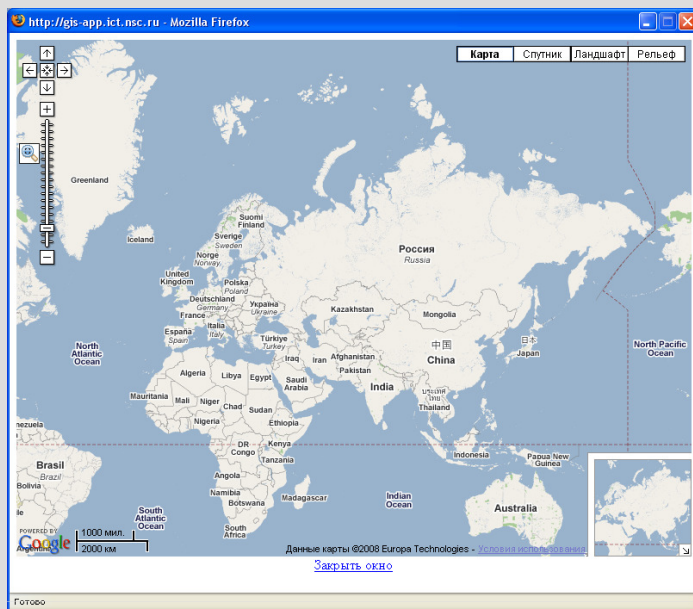 http://gis-app.ict.nsc.ru - Mozilla Firefox
Карта Спутник Ландшафт Рельеф
Greenland
Iceland
Suomi
Finland
Sverige
Sweden
Norge
Norway
Россия
Russia
United
Kingdom
Polska
Poland
Deutschland
Germany
Україна
Ukraine
France
Kazakhstan
Mongolia
Italia
Italy
España
Spain
Türkiye
Turkey
中国
China
日本
Japan
North
Atlantic
Ocean
North Pacific
Ocean
Iraq
Iran
Afghanistan
Pakistan
Algeria
Libya
Egypt
Saudi
Arabia
India
ประเทศ
ไทย
Thailand
Mauritania
Mali
Niger
Chad
Sudan
Nigeria
Ethiopia
nezuela
DR
Congo
Kenya
Tanzania
Indonesia
Papua New
Guinea
Brasil
Brazil
Bolivia
Angola
Namibia
Botswana
Madagascar
Indian
Ocean
Australia
South
Atlantic
Ocean
South
Africa
POWERED BY
Google
1000 мил.
2000 км
Данные карты ©2008 Europa Technologies - Условия использования
Закрыть окно
Готово